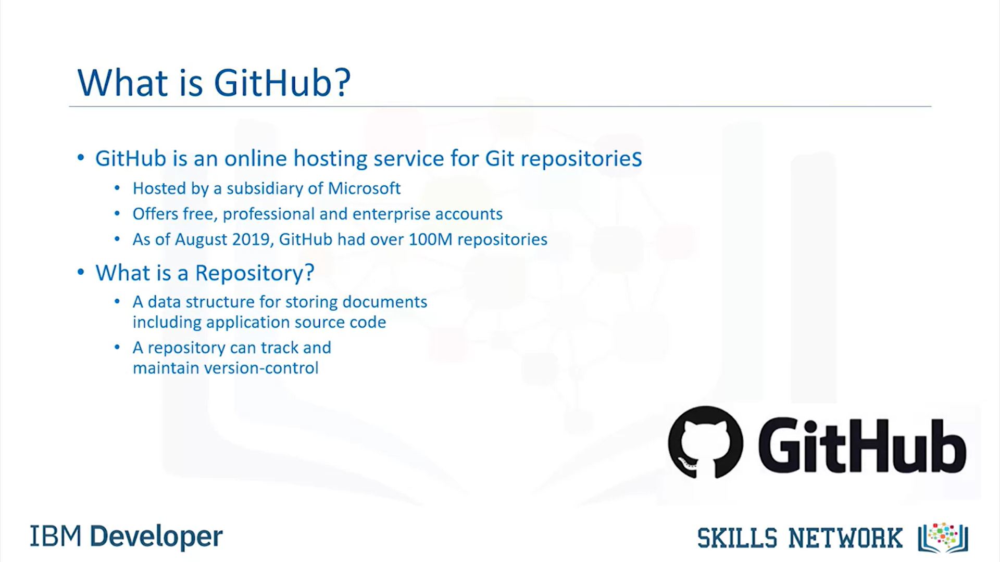 What is GitHub?
• GitHub is an online hosting service for Git repositories
• Hosted by a subsidiary of Microsoft
• Offers free, professional and enterprise accounts
• As of August 2019, GitHub had over 100M repositories
• What is a Repository?
• A data structure for storing documents
including application source code
• A repository can track and
maintain version-control
GitHub
IBM Developer
SKILLS NETWORK